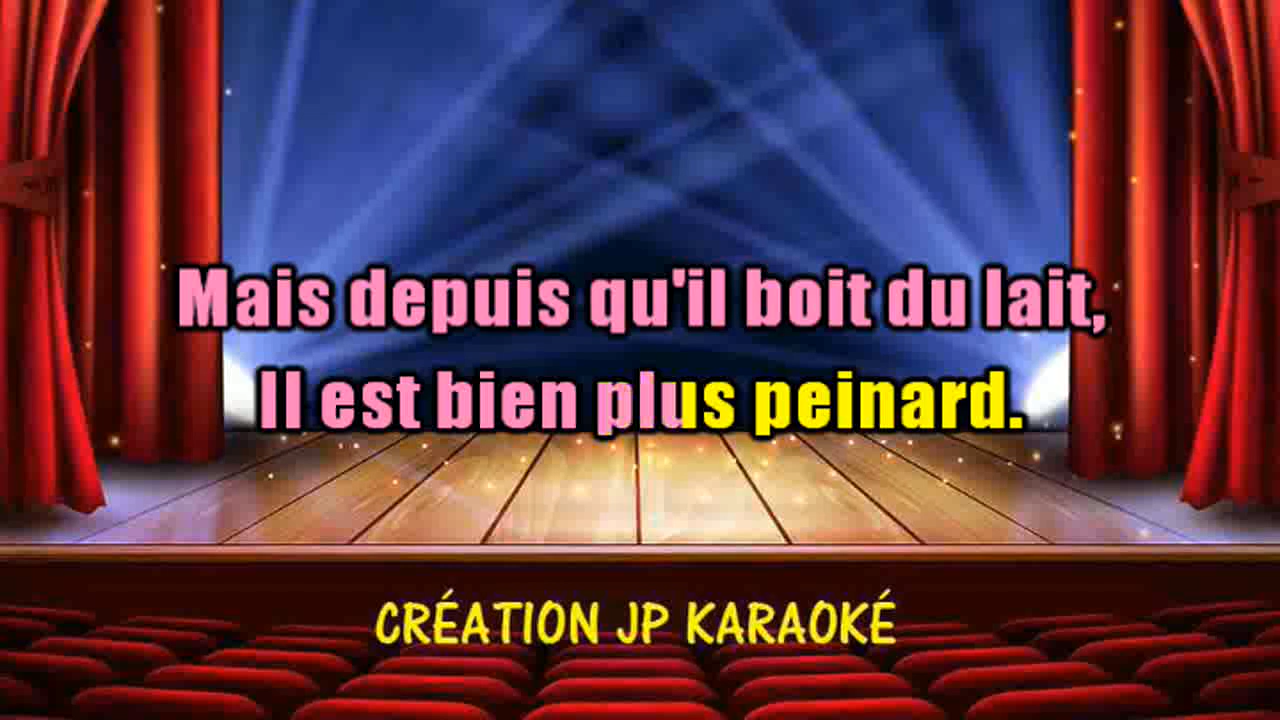 Mais depuis qu'il boit du lait,
Il est bien plus peinard.
CRÉATION JP KARAOKÉ